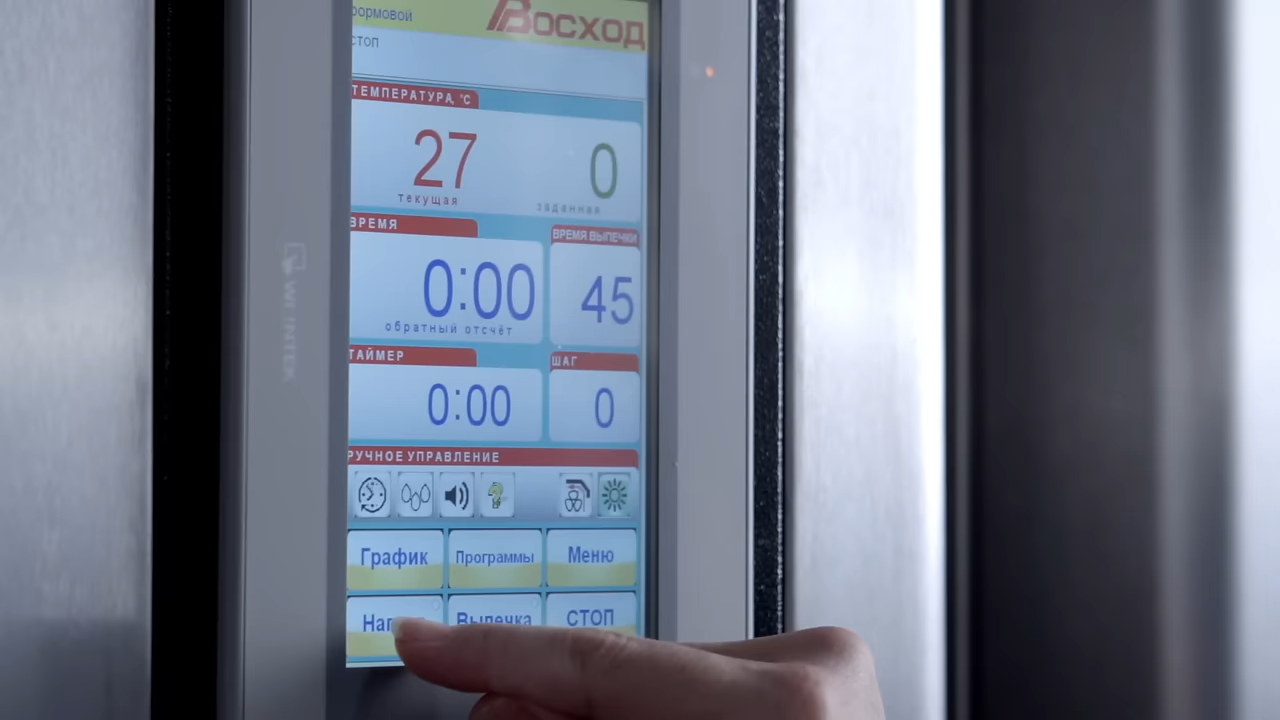 формовой
Восход
стоп
ТЕМПЕРАТУРА, °С
27 0
текущая заданная
ВРЕМЯ ВРЕМЯ ВЫПЕЧКИ
0:00 45
обратный отсчёт
ТАЙМЕР ШАГ
0:00 0
РУЧНОЕ УПРАВЛЕНИЕ
График Программы Меню
Выпечка СТОП